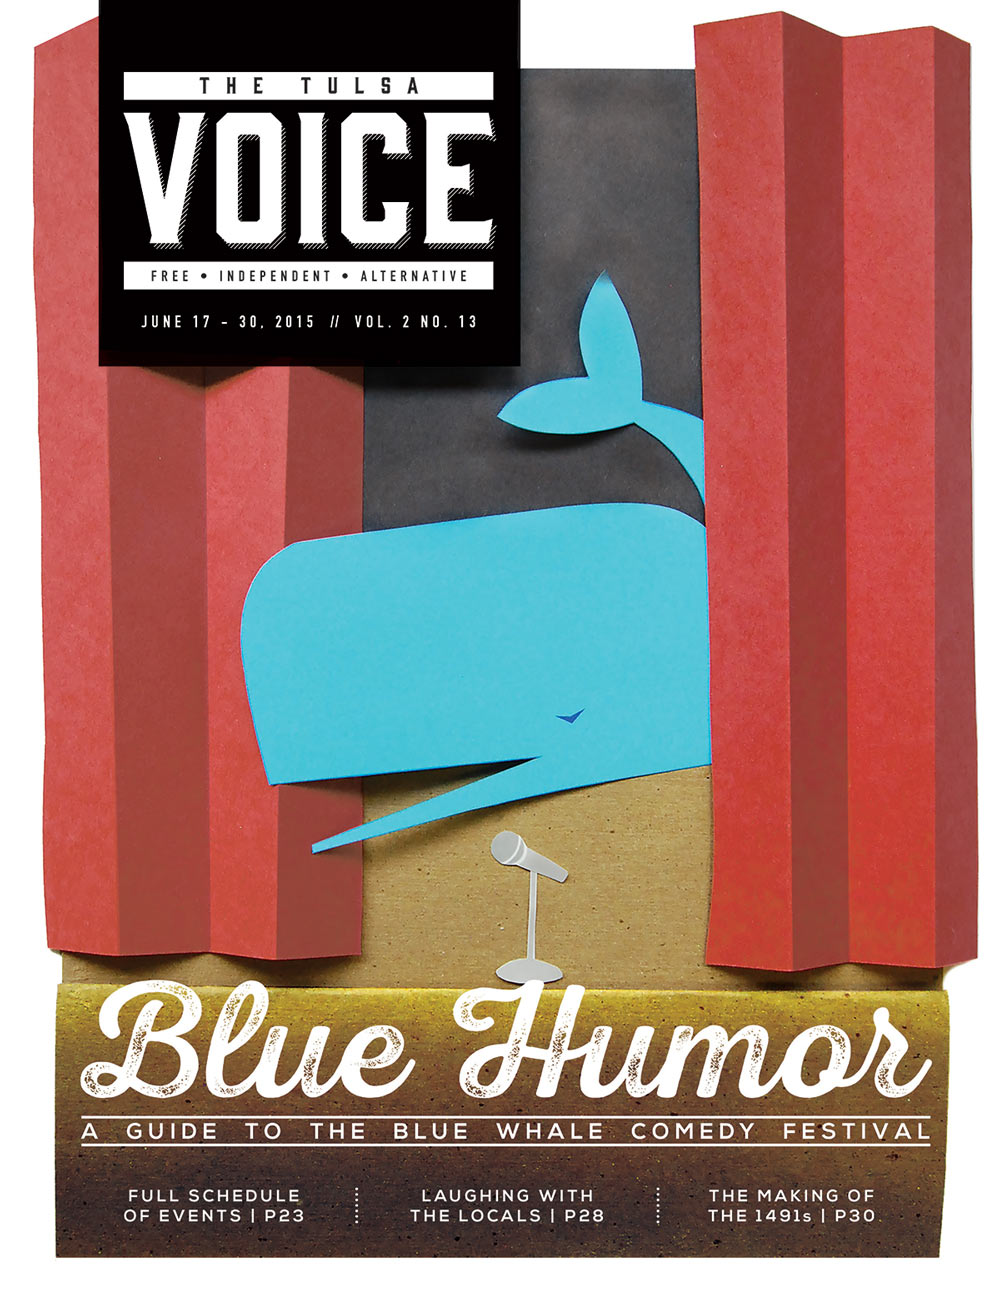 THE TULSA
VOICE
FREE • INDEPENDENT • ALTERNATIVE
JUNE 17 - 30, 2015 // VOL. 2 NO. 13
Blue Humor
A GUIDE TO THE BLUE WHALE COMEDY FESTIVAL
FULL SCHEDULE
OF EVENTS | P23
LAUGHING WITH
THE LOCALS | P28
THE MAKING OF
THE 1491s | P30